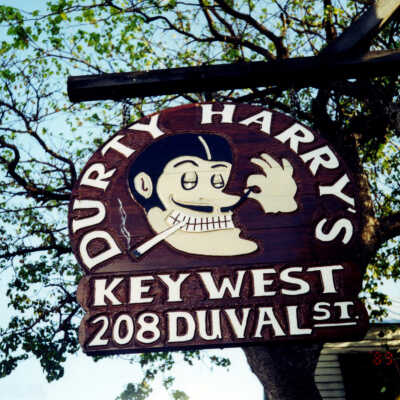 DURTY HARRY'S
KEY WEST
208 DUVAL ST.